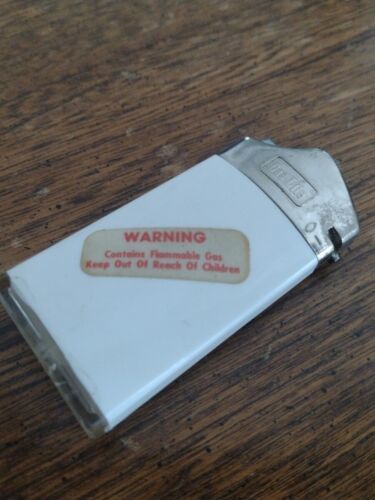 WARNING
Contains Flammable Gas
Keep Out Of Reach Of Children